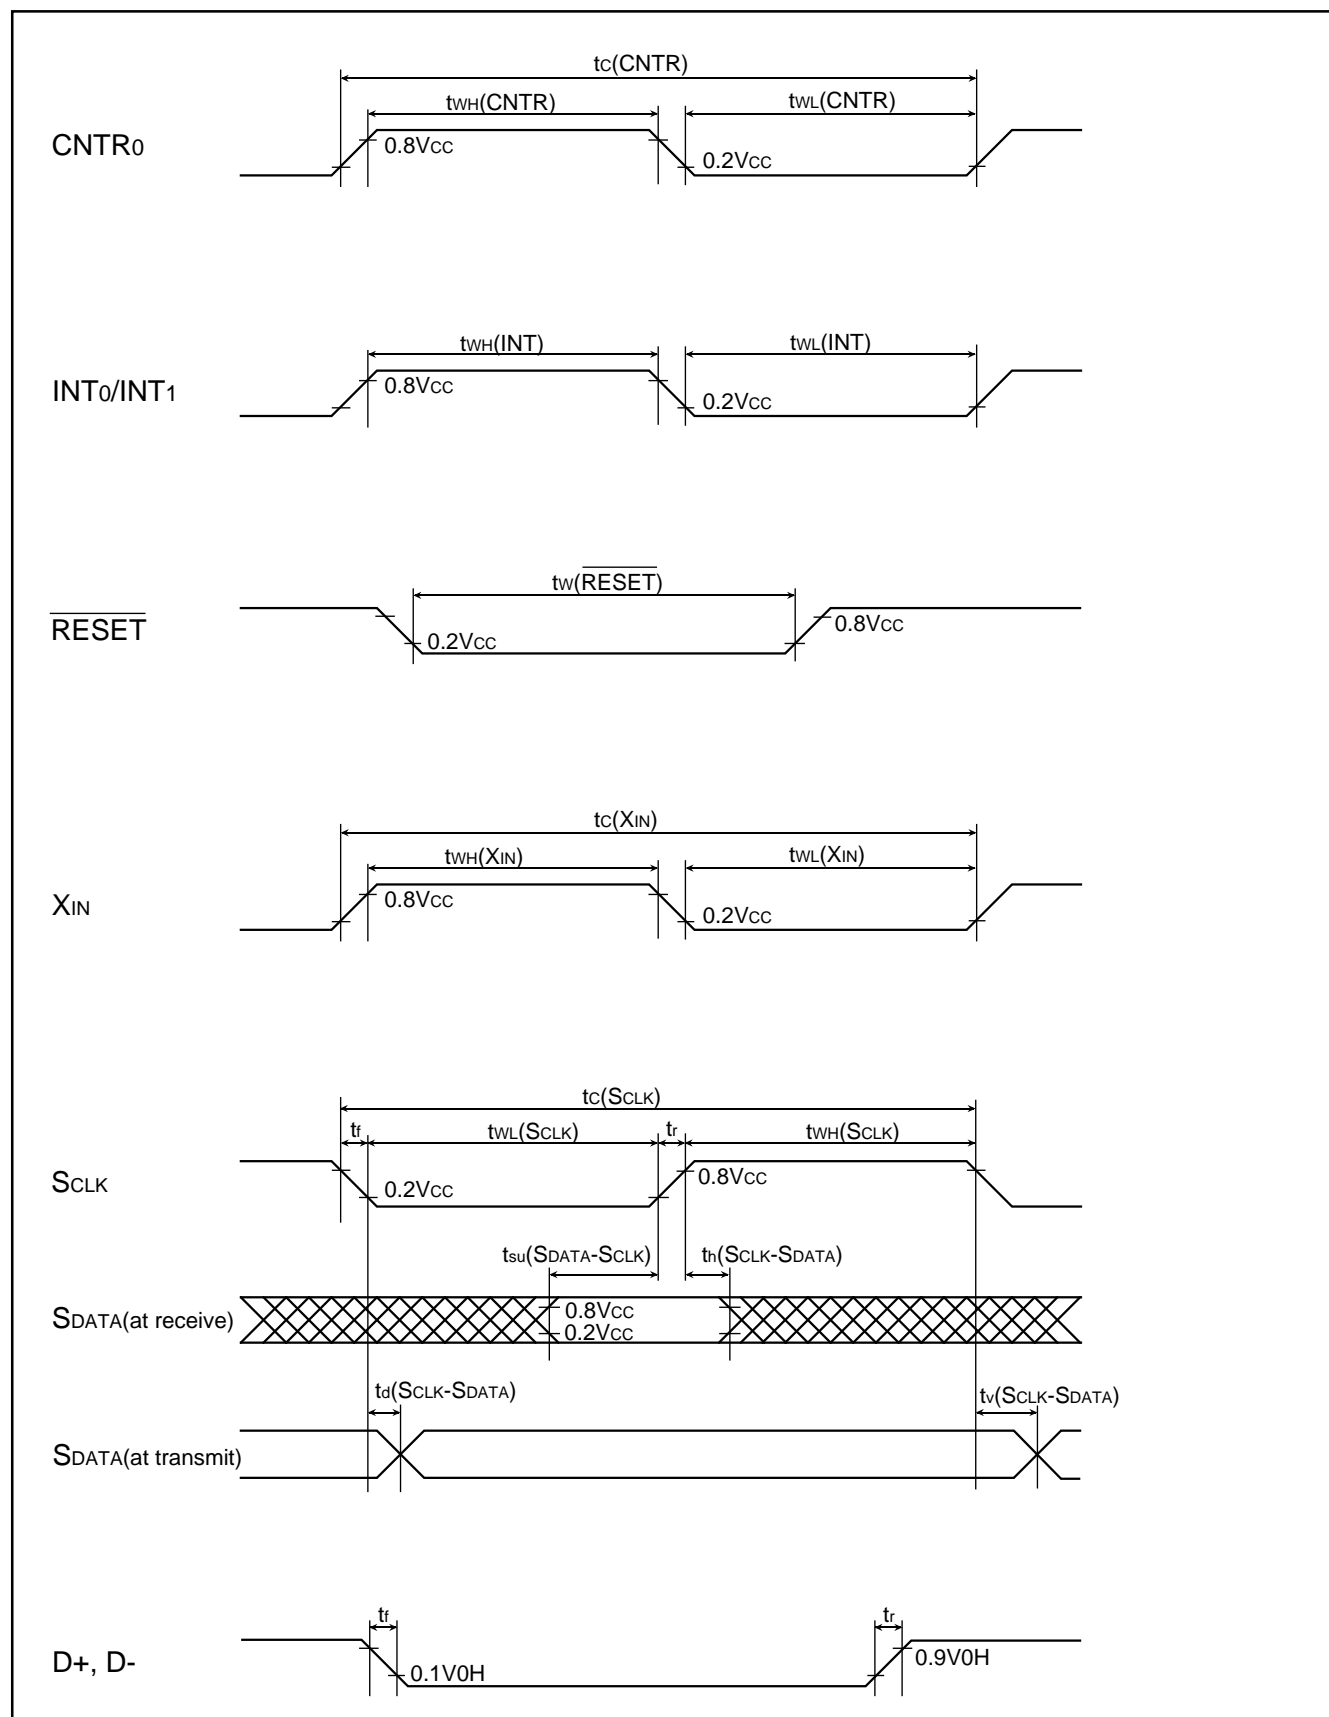 tC(CNTR)
tWH(CNTR) tWL(CNTR)
CNTR0 0.8VCC 0.2VCC
tWH(INT) tWL(INT)
INT0/INT1 0.8VCC 0.2VCC
tW(RESET)
RESET 0.2VCC 0.8VCC
tC(XIN)
tWH(XIN) tWL(XIN)
XIN 0.8VCC 0.2VCC
tC(SCLK)
tf tWL(SCLK) tr tWH(SCLK)
SCLK 0.2VCC 0.8VCC
tsu(SDATA-SCLK) th(SCLK-SDATA)
SDATA(at receive) 0.8VCC
0.2VCC
td(SCLK-SDATA) tv(SCLK-SDATA)
SDATA(at transmit)
tf tr
D+, D- 0.1V0H 0.9V0H